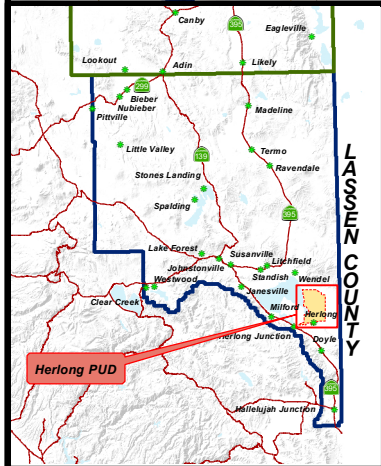 Canby
395
Eagleville
Lookout
Adin
Likely
299
Bieber
Nubieber
Pittville
Madeline
Little Valley
139
Termo
Ravendale
Stones Landing
Spalding
395
LASSEN COUNTY
Lake Forest
Susanville
Litchfield
Johnstonville
Standish
Wendel
Westwood
Janesville
Clear Creek
Milford
Herlong
Herlong Junction
Doyle
Herlong PUD
395
Hallelujah Junction